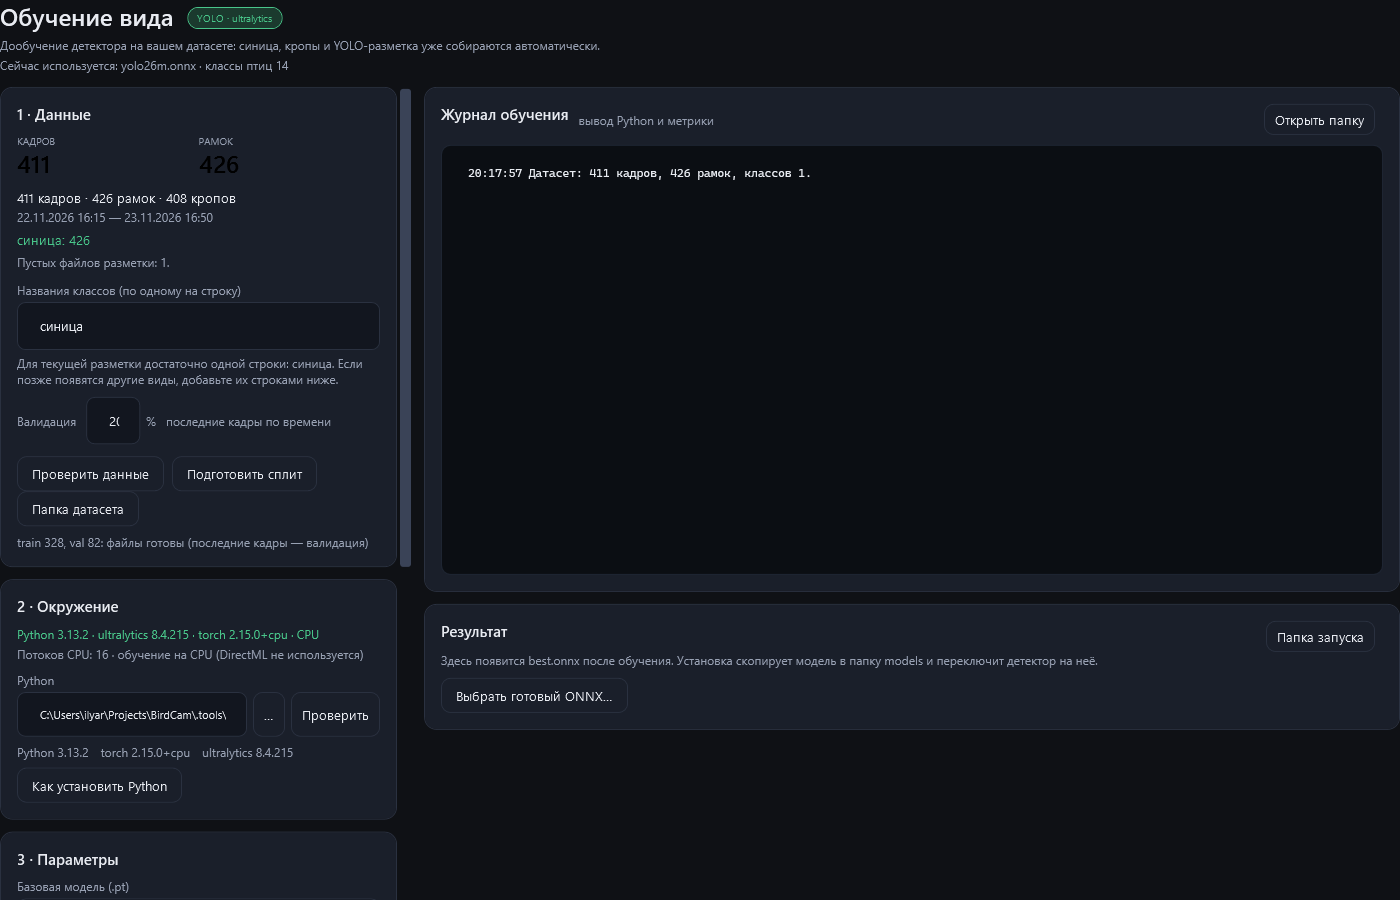 Обучение вида
YOLO · ultralytics
Дообучение детектора на вашем датасете: синица, кропы и YOLO-разметка уже собираются автоматически.
Сейчас используется: yolo26m.onnx · классы птиц 14
1 · Данные
КАДРОВ
РАМОК
411
426
411 кадров · 426 рамок · 408 кропов
22.11.2026 16:15 — 23.11.2026 16:50
синица: 426
Пустых файлов разметки: 1.
Названия классов (по одному на строку)
синица
Для текущей разметки достаточно одной строки: синица. Если
позже появятся другие виды, добавьте их строками ниже.
Валидация
20
%
последние кадры по времени
Проверить данные
Подготовить сплит
Папка датасета
train 328, val 82: файлы готовы (последние кадры — валидация)
2 · Окружение
Python 3.13.2 · ultralytics 8.4.215 · torch 2.15.0+cpu · CPU
Потоков CPU: 16 · обучение на CPU (DirectML не используется)
Python
C:\Users\ilyar\Projects\BirdCam\.tools\
...
Проверить
Python 3.13.2
torch 2.15.0+cpu
ultralytics 8.4.215
Как установить Python
3 · Параметры
Базовая модель (.pt)
Журнал обучения
вывод Python и метрики
Открыть папку
20:17:57 Датасет: 411 кадров, 426 рамок, классов 1.
Результат
Папка запуска
Здесь появится best.onnx после обучения. Установка скопирует модель в папку models и переключит детектор на неё.
Выбрать готовый ONNX...